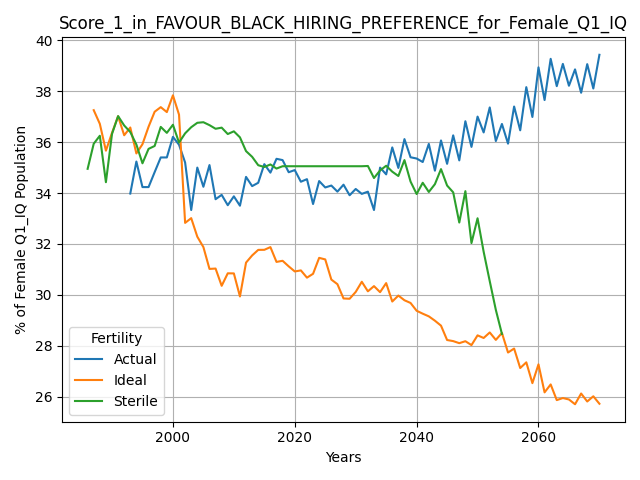 Score_1_in_FAVOUR_BLACK_HIRING_PREFERENCE_for_Female_Q1_IQ
% of Female Q1_IQ Population
40
38
36
34
32
30
28
26
Fertility
Actual
Ideal
Sterile
2000
2020
2040
2060
Years